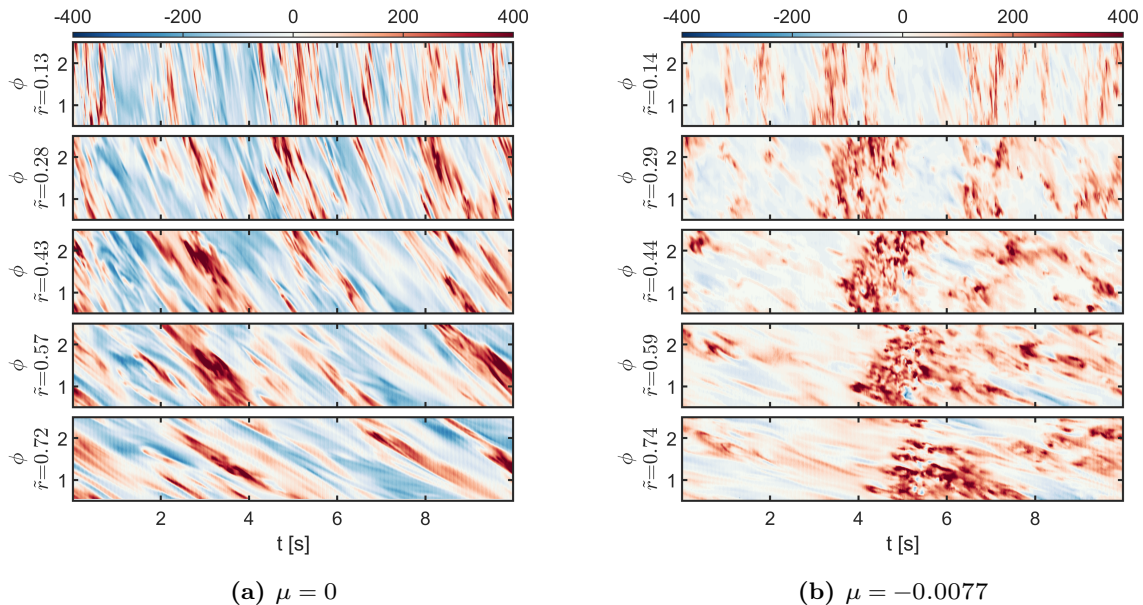 -400 -200 0 200 400
2
1
ϕ
r̃=0.13
2
1
ϕ
r̃=0.28
2
1
ϕ
r̃=0.43
2
1
ϕ
r̃=0.57
2
1
ϕ
r̃=0.72
2 4 6 8
t [s]
(a) μ = 0
-400 -200 0 200 400
2
1
ϕ
r̃=0.14
2
1
ϕ
r̃=0.29
2
1
ϕ
r̃=0.44
2
1
ϕ
r̃=0.59
2
1
ϕ
r̃=0.74
2 4 6 8
t [s]
(b) μ = −0.0077